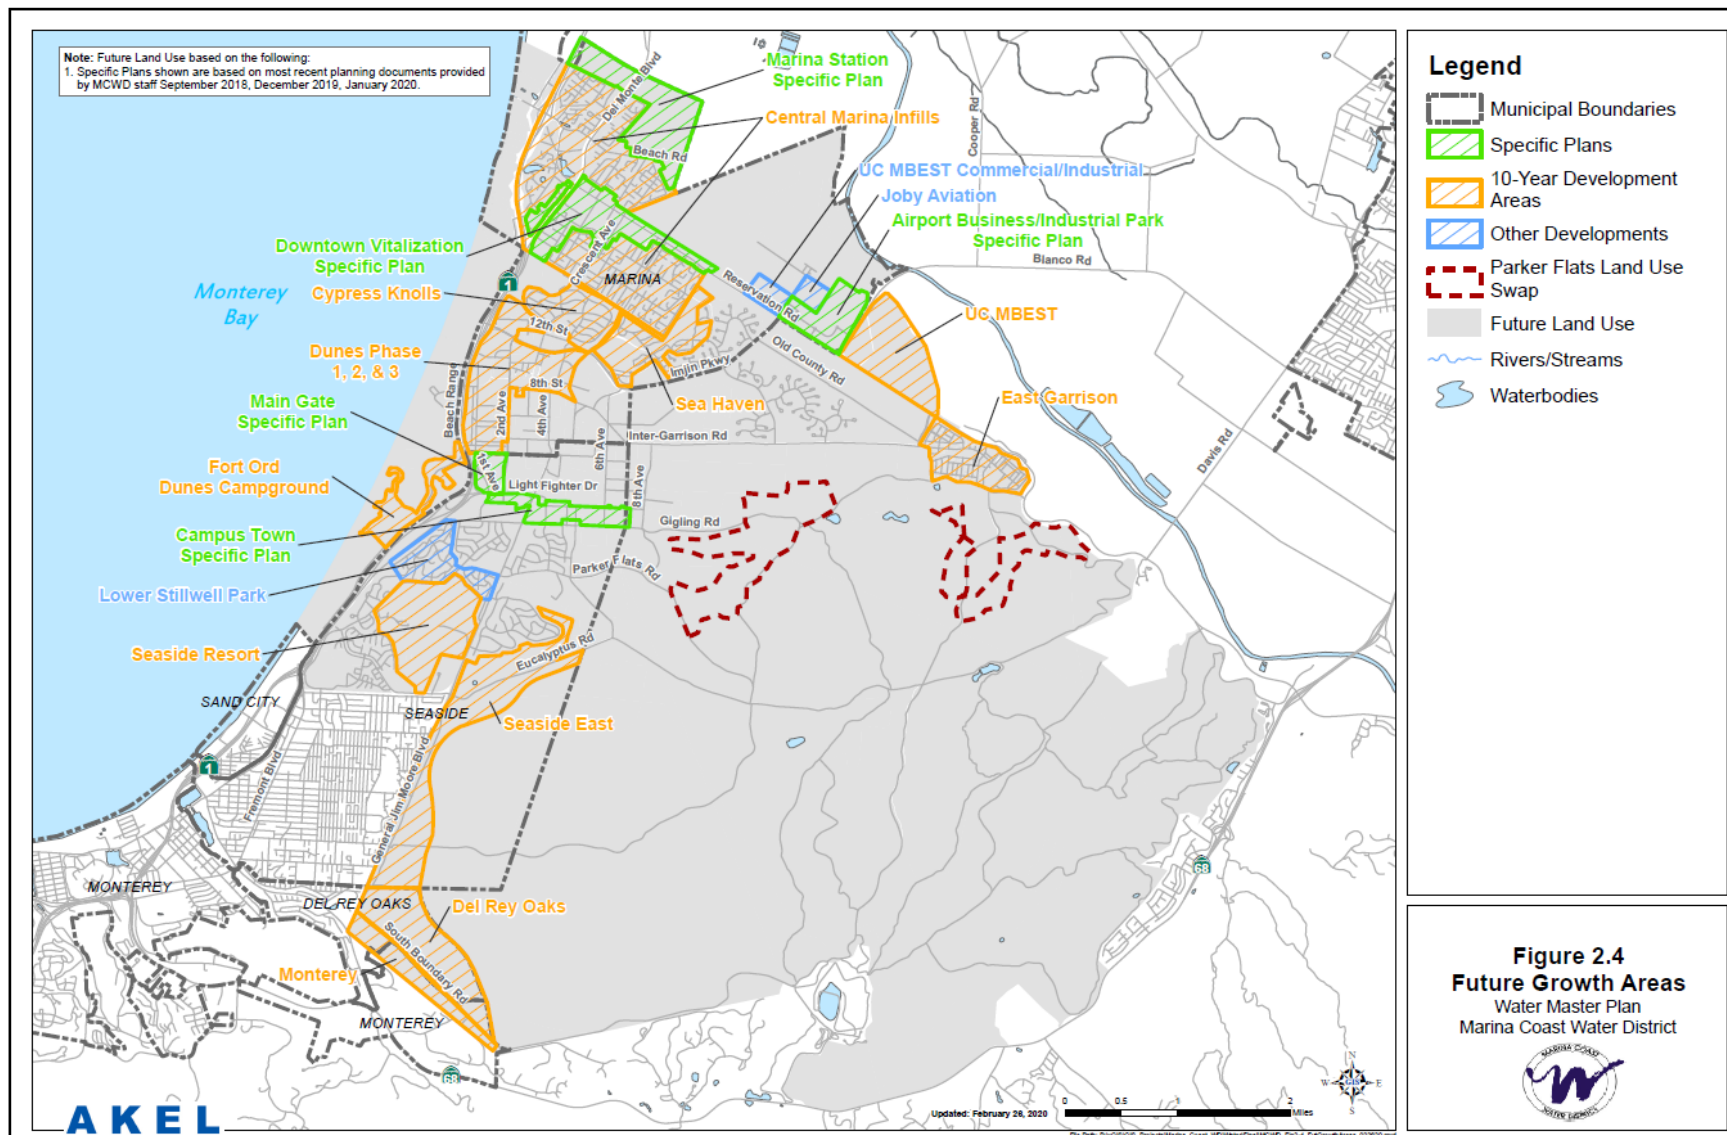 Note: Future Land Use based on the following:
1. Specific Plans shown are based on most recent planning documents provided
by MCWD staff September 2018, December 2019, January 2020.
Marina Station
Specific Plan
Del Monte Blvd
Central Marina Infills
Beach Rd
Cooper Rd
UC MBEST Commercial/Industrial
Joby Aviation
Airport Business/Industrial Park
Specific Plan
Blanco Rd
Downtown Vitalization
Specific Plan
Crescent Ave
MARINA
Reservation Rd
1
Cypress Knolls
Monterey
Bay
12th St
UC MBEST
Dunes Phase
1, 2, & 3
Imjin Pkwy
Old County Rd
8th St
Beach Range
2nd Ave
4th Ave
Sea Haven
East Garrison
Main Gate
Specific Plan
6th Ave
Inter-Garrison Rd
Davis Rd
Fort Ord
Dunes Campground
1st Ave
Light Fighter Dr
8th Ave
Gigling Rd
Campus Town
Specific Plan
Parker Flats Rd
Lower Stillwell Park
Seaside Resort
Eucalyptus Rd
SAND CITY
SEASIDE
Seaside East
1
Fremont Blvd
General Jim Moore Blvd
68
MONTEREY
DEL REY OAKS
Del Rey Oaks
South Boundary Rd
Monterey
MONTEREY
68
AKEL
Updated: February 26, 2020
0 0.5 1 2
Miles
N
W GIS E
S
Legend
Municipal Boundaries
Specific Plans
10-Year Development
Areas
Other Developments
Parker Flats Land Use
Swap
Future Land Use
Rivers/Streams
Waterbodies
Figure 2.4
Future Growth Areas
Water Master Plan
Marina Coast Water District
MARINA COAST
WATER DISTRICT